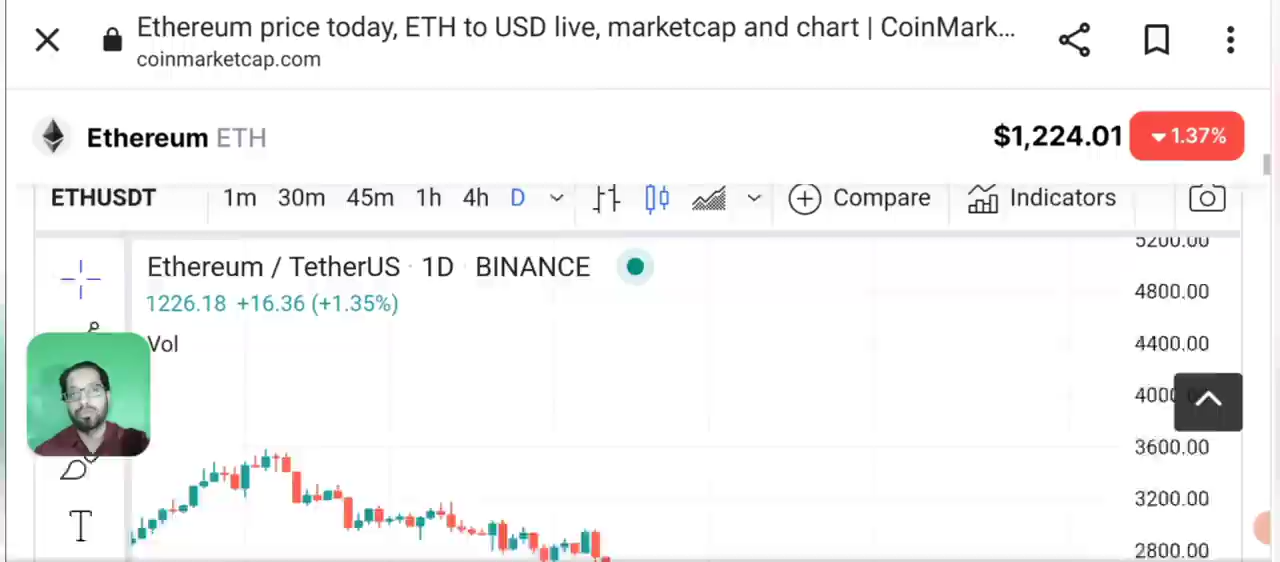 Ethereum price today, ETH to USD live, marketcap and chart | CoinMark...
coinmarketcap.com
Ethereum ETH
$1,224.01 1.37%
ETHUSDT 1m 30m 45m 1h 4h D Compare Indicators
5200.00
Ethereum / TetherUS · 1D · BINANCE
4800.00
1226.18 +16.36 (+1.35%)
Vol
4400.00
3600.00
3200.00
T
2800.00